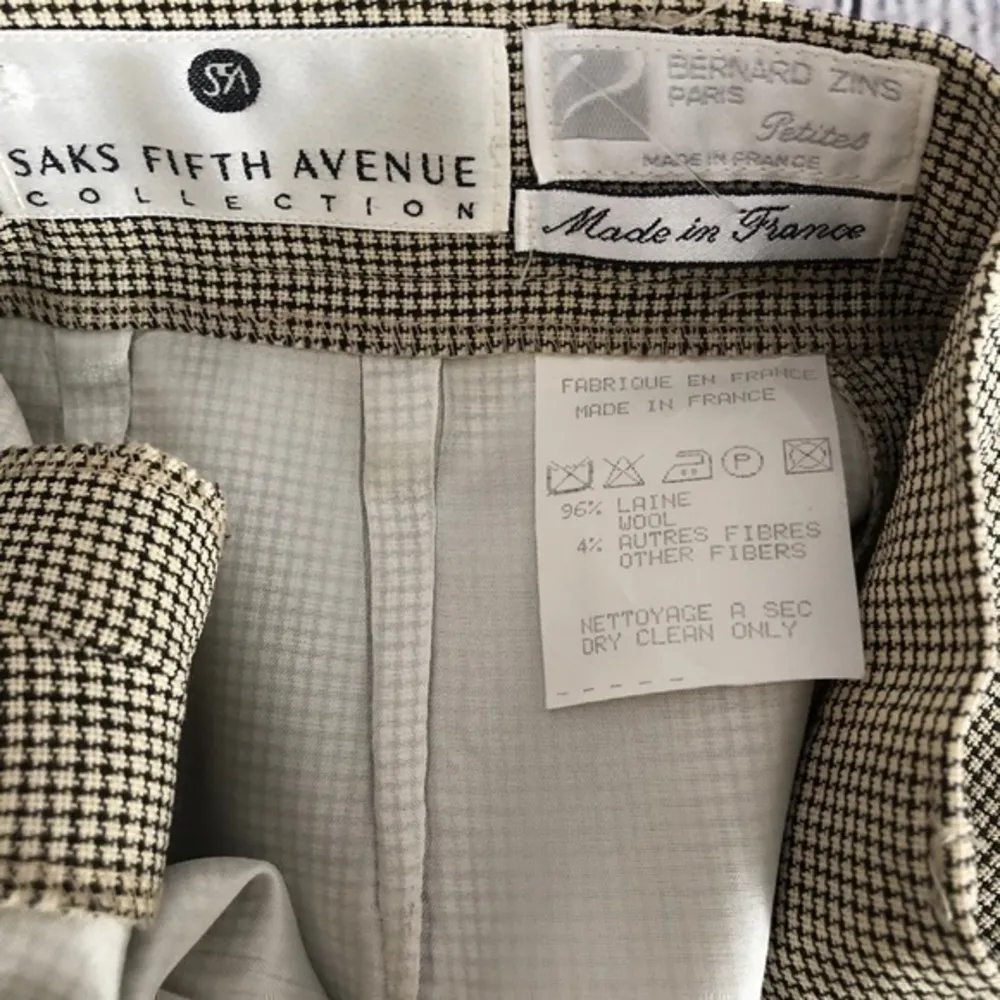 SFA
SAKS FIFTH AVENUE
COLLECTION
BERNARD ZINS
PARIS
Petites
MADE IN FRANCE
Made in France
FABRIQUE EN FRANCE
MADE IN FRANCE
P
96% LAINE
WOOL
4% AUTRES FIBRES
OTHER FIBERS
NETTOYAGE A SEC
DRY CLEAN ONLY